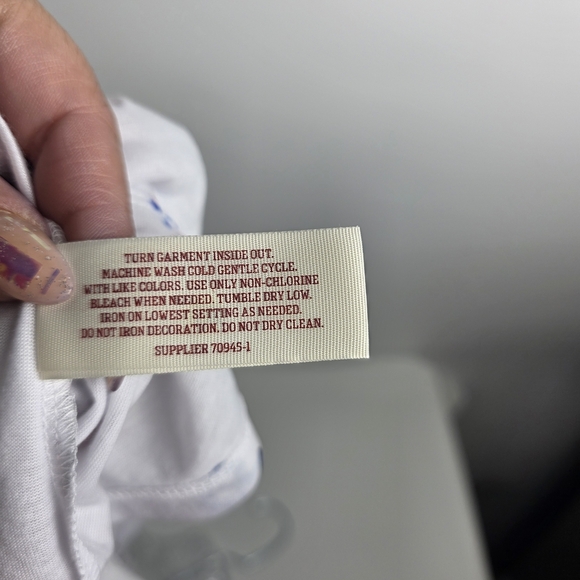 TURN GARMENT INSIDE OUT.
MACHINE WASH COLD GENTLE CYCLE,
WITH LIKE COLORS. USE ONLY NON-CHLORINE
BLEACH WHEN NEEDED. TUMBLE DRY LOW.
IRON ON LOWEST SETTING AS NEEDED.
DO NOT IRON DECORATION. DO NOT DRY CLEAN.
SUPPLIER 70945-1